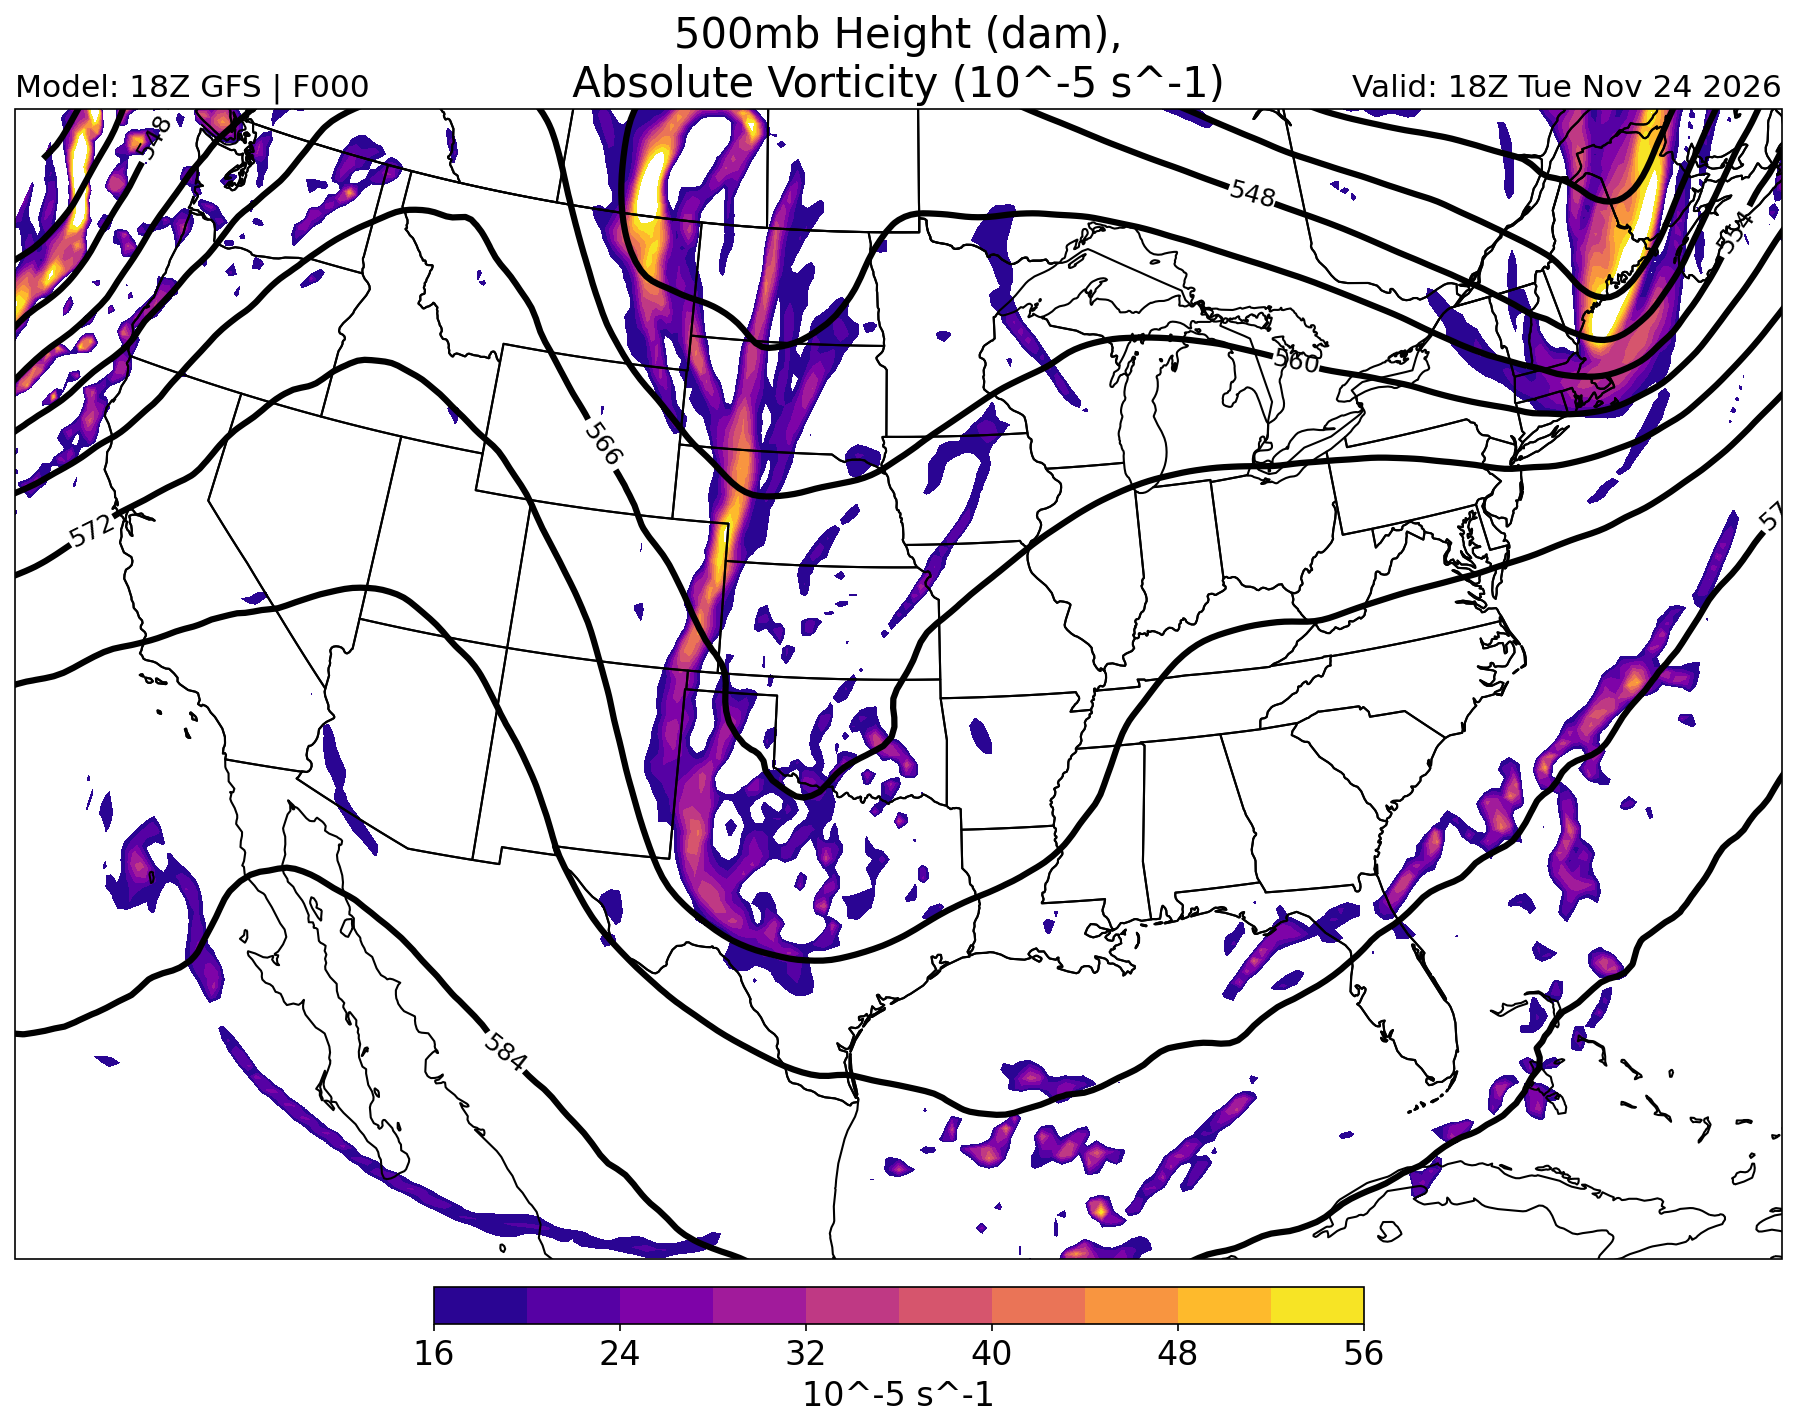 500mb Height (dam),
Model: 18Z GFS | F000
Absolute Vorticity (10^-5 s^-1)
Valid: 18Z Tue Nov 24 2026
548
548
554
560
566
572
584
16 24 32 40 48 56
10^-5 s^-1